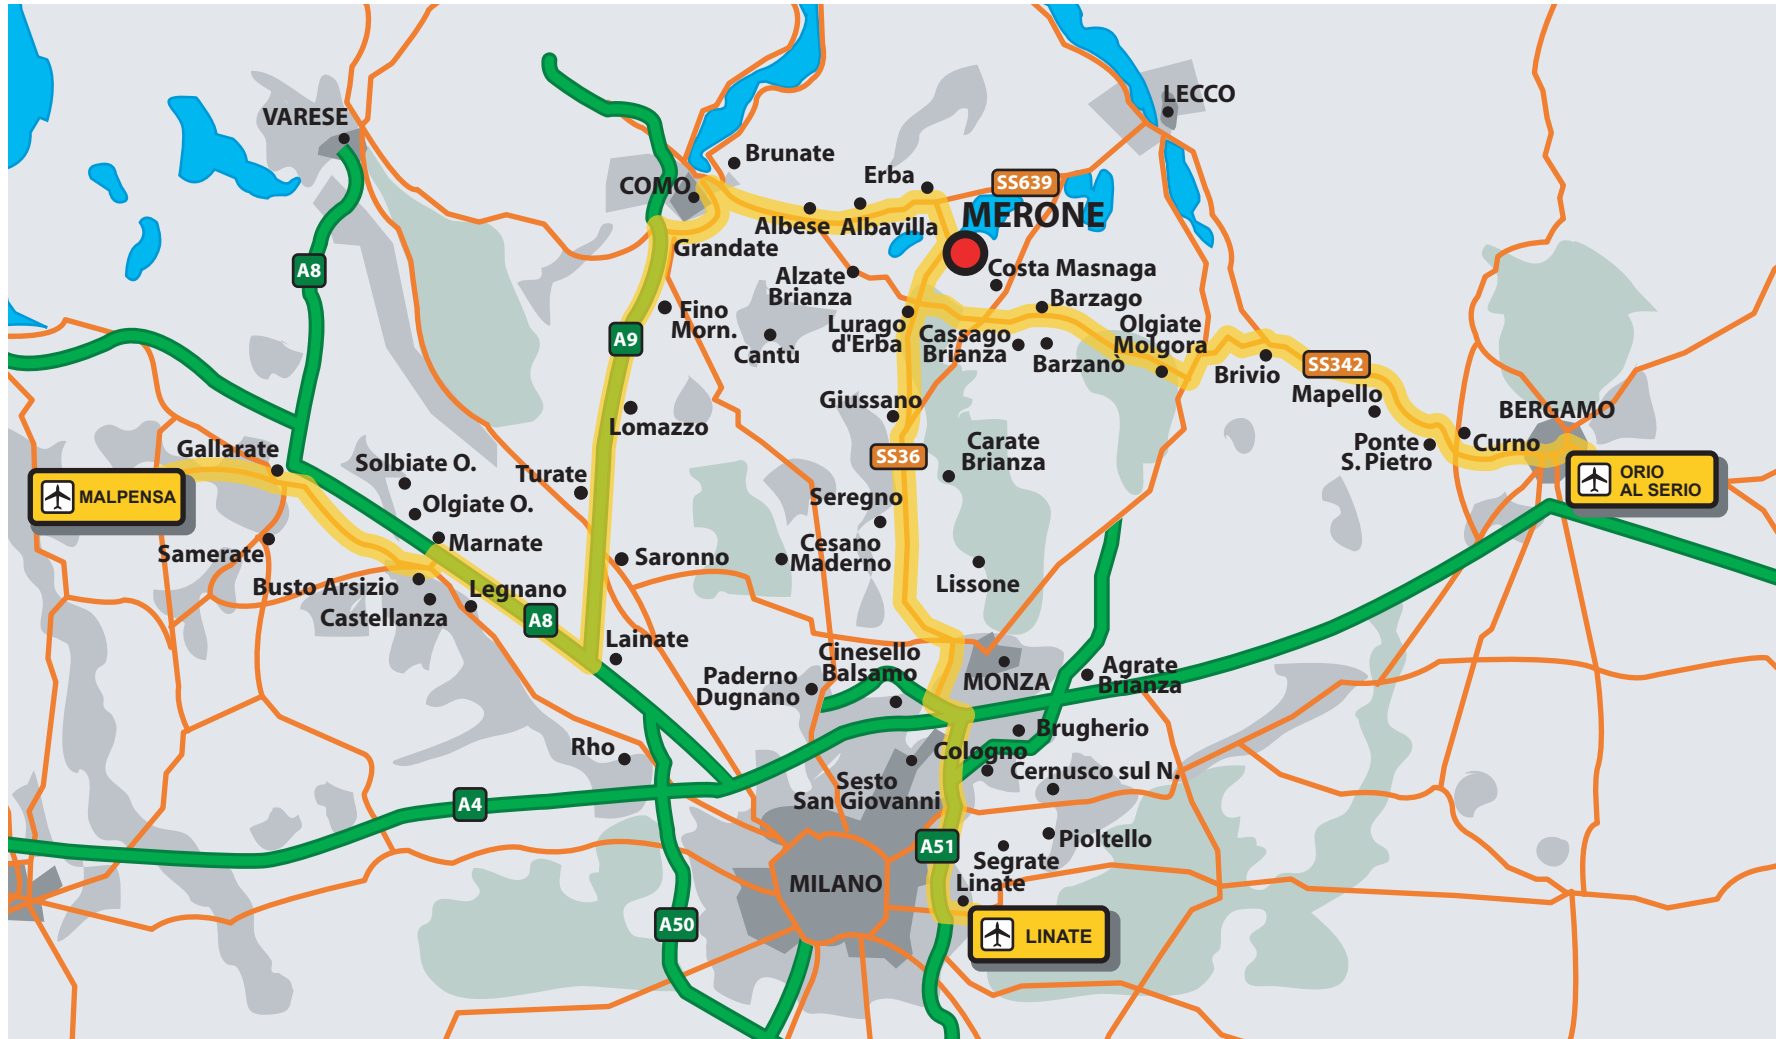 LECCO
VARESE
Brunate
COMO
Erba
SS639
MERONE
Albese
Albavilla
Grandate
A8
Alzate
Brianza
Costa Masnaga
Barzago
Fino
Morn.
Lurago
d'Erba
Cassago
Brianza
Olgiate
Molgora
A9
Cantù
Barzanò
Brivio
SS342
Mapello
Giussano
Lomazzo
BERGAMO
Carate
Brianza
Ponte
S. Pietro
Curno
Gallarate
Solbiate O.
SS36
Turate
MALPENSA
Olgiate O.
Seregno
ORIO
AL SERIO
Samerate
Marnate
Saronno
Cesano
Maderno
Lissone
Busto Arsizio
Legnano
Castellanza
A8
Lainate
Cinesello
Balsamo
Paderno
Dugnano
MONZA
Agrate
Brianza
Rho
Brugherio
Cologno
Cernusco sul N.
Sesto
San Giovanni
A4
A51
Pioltello
Segrate
Linate
MILANO
A50
LINATE